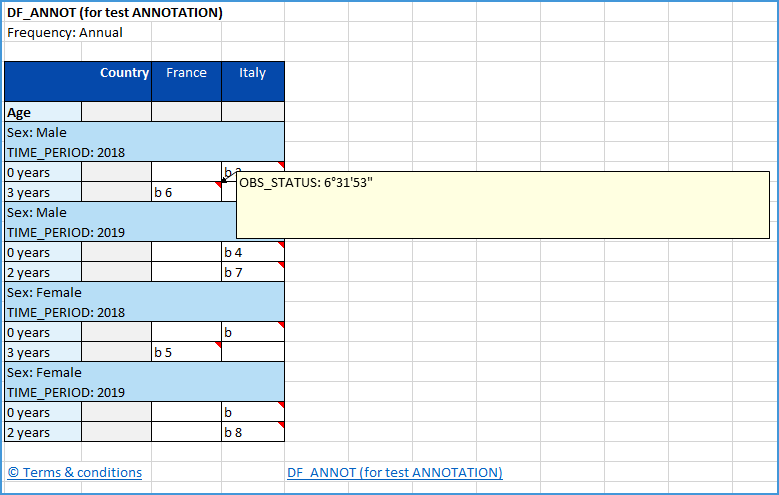 DF_ANNOT (for test ANNOTATION)
Frequency: Annual
Country France Italy
Age
Sex: Male
TIME_PERIOD: 2018
0 years b
3 years b 6
OBS_STATUS: 6°31'53"
Sex: Male
TIME_PERIOD: 2019
0 years b 4
2 years b 7
Sex: Female
TIME_PERIOD: 2018
0 years b
3 years b 5
Sex: Female
TIME_PERIOD: 2019
0 years b
2 years b 8
© Terms & conditions DF_ANNOT (for test ANNOTATION)